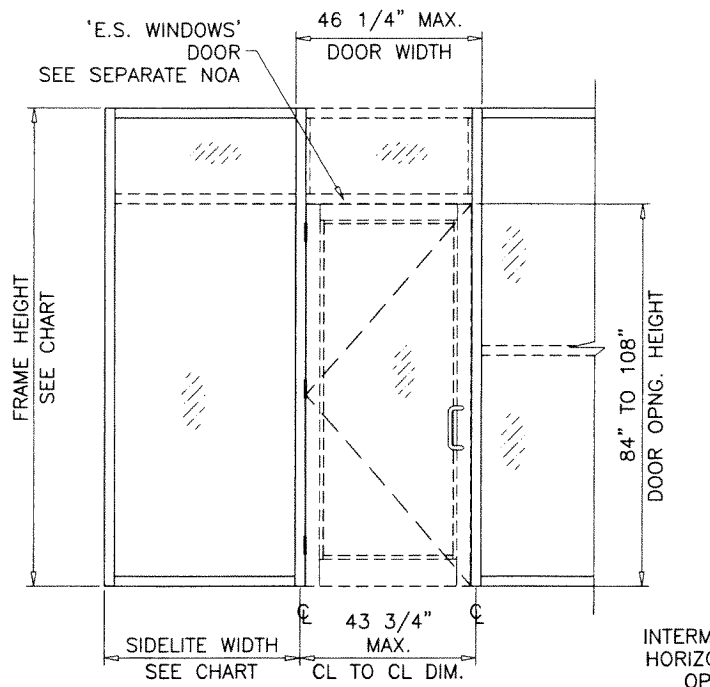 'E.S. WINDOWS'
DOOR
SEE SEPARATE NOA
46 1/4" MAX.
DOOR WIDTH
FRAME HEIGHT
SEE CHART
84" TO 108"
DOOR OPNG. HEIGHT
SIDELITE WIDTH
SEE CHART
℄
43 3/4"
MAX.
CL TO CL DIM.
℄
INTERM
HORIZO
OP